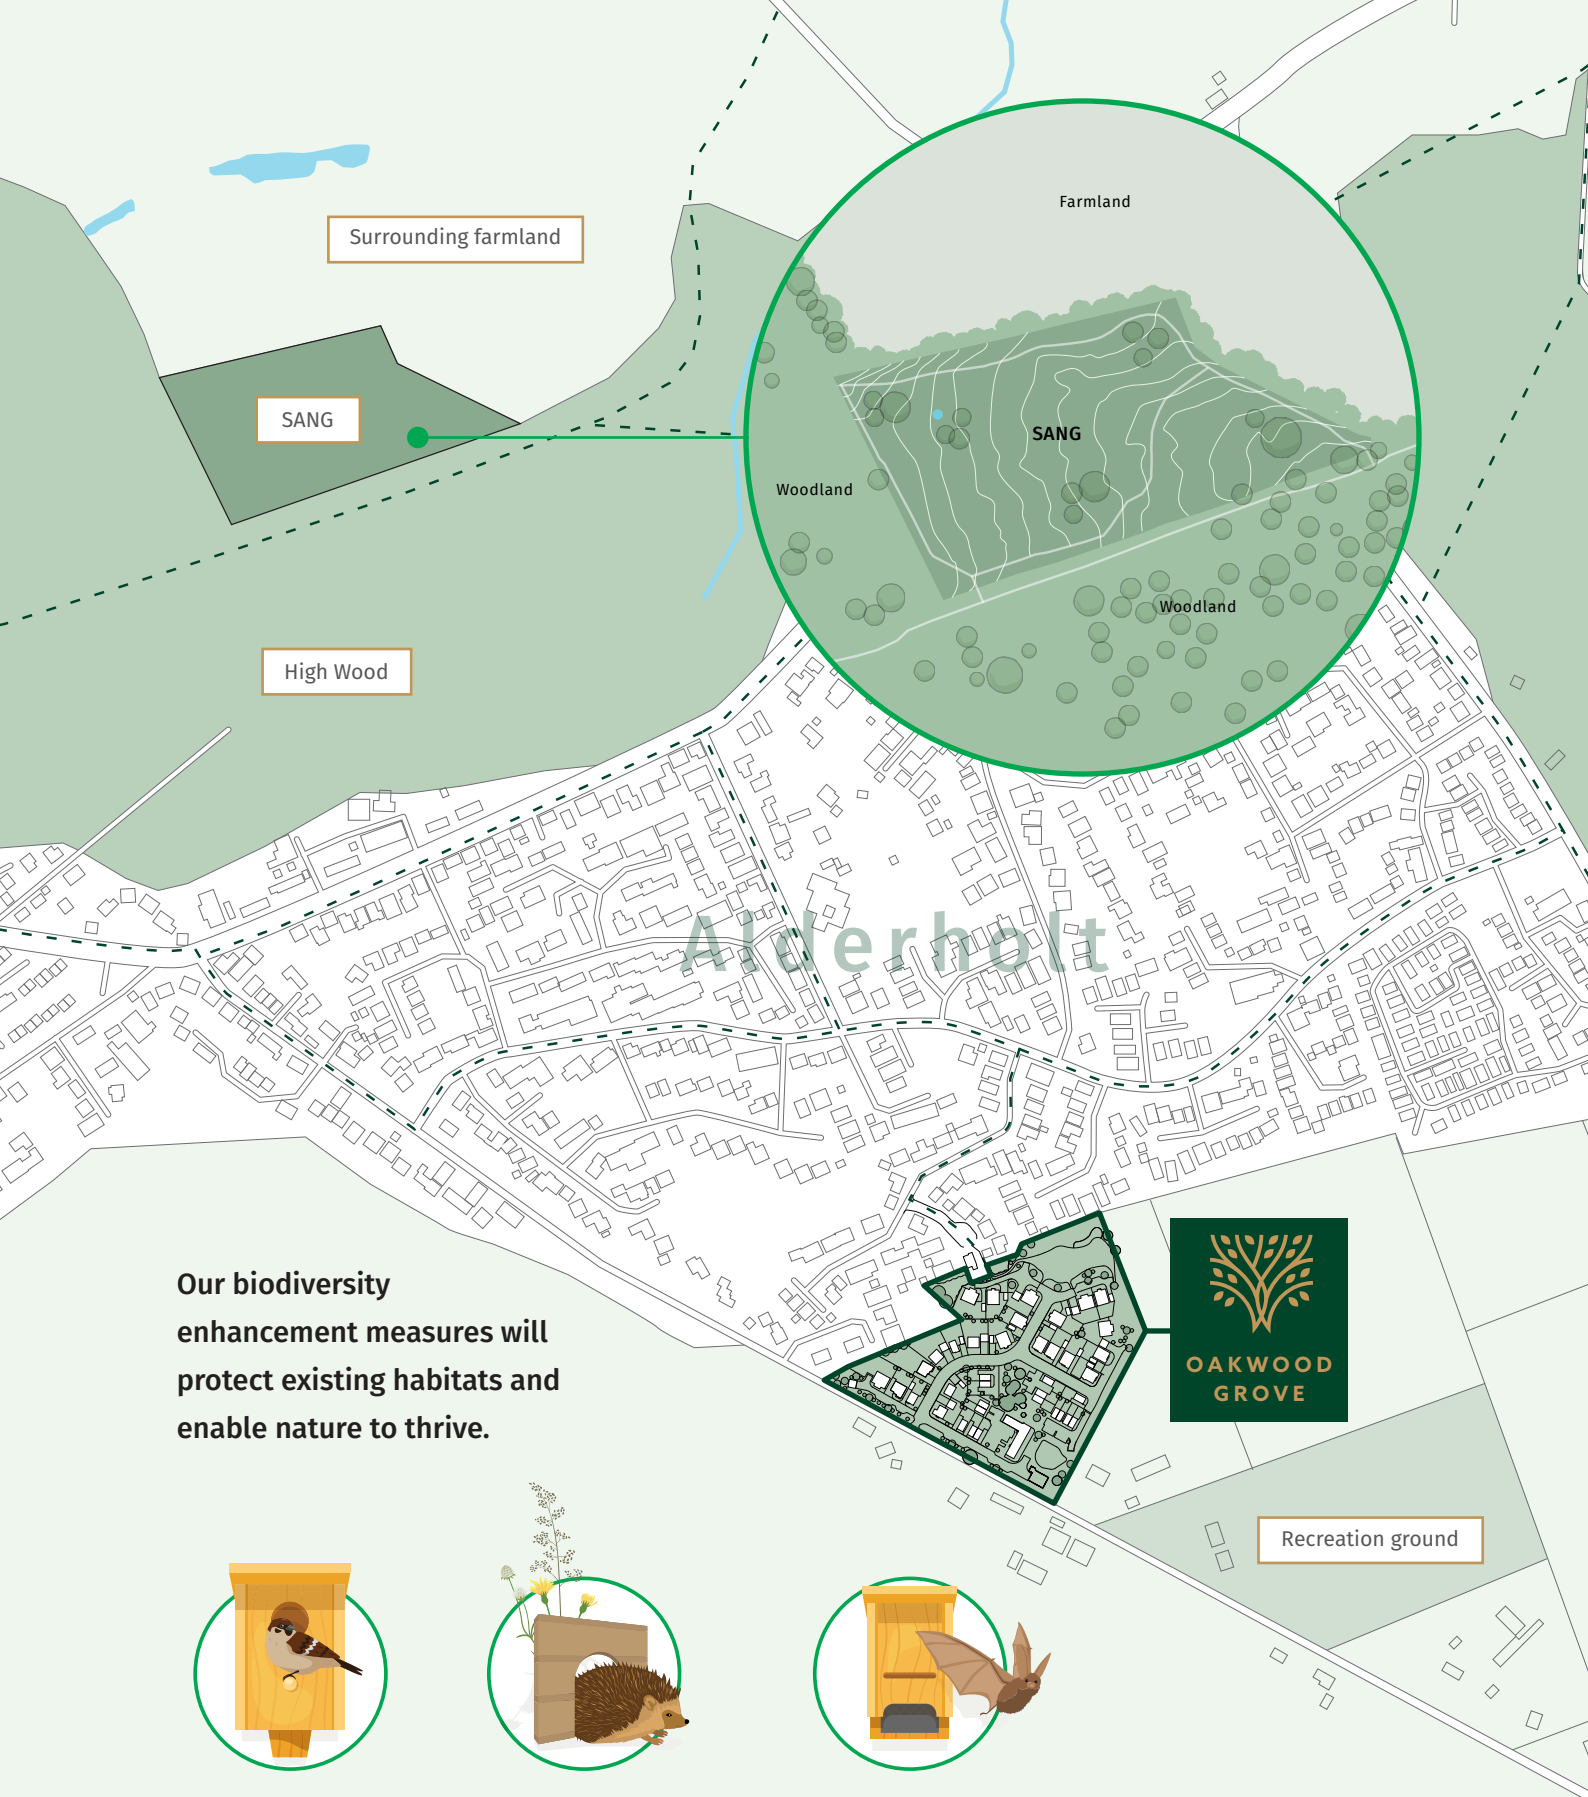 Farmland
Surrounding farmland
SANG
SANG
Woodland
Woodland
High Wood
Alderholt
Our biodiversity
enhancement measures will
protect existing habitats and
enable nature to thrive.
OAKWOOD
GROVE
Recreation ground